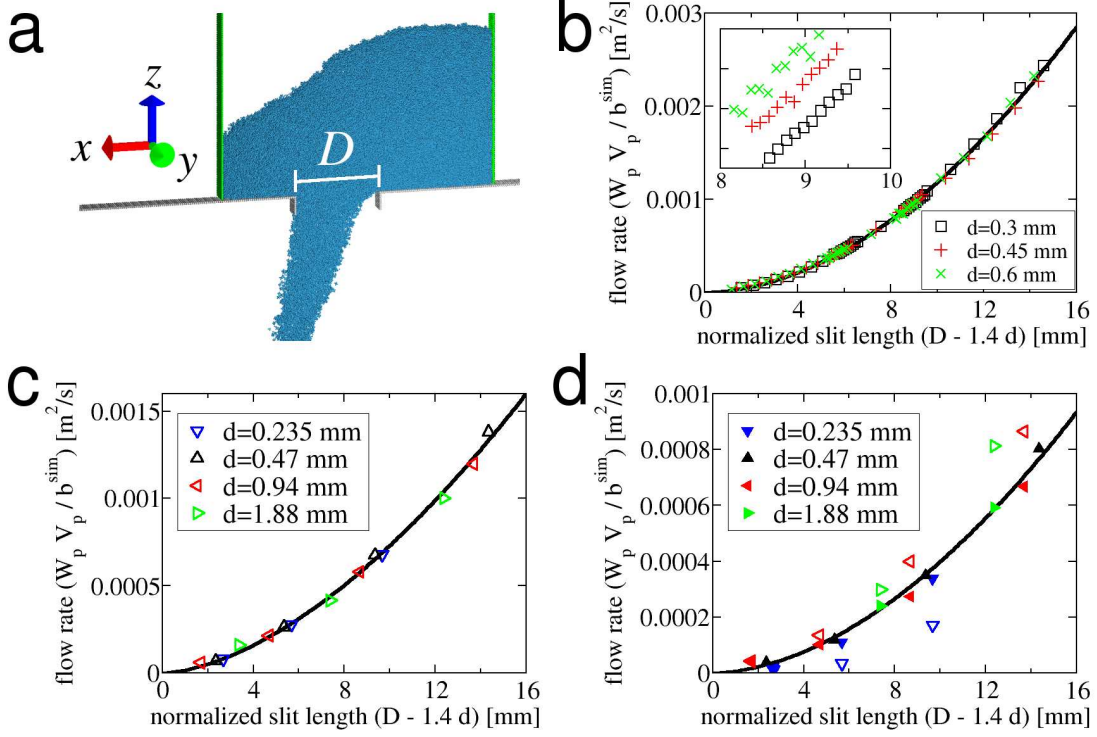 a
z
x
y
D
b
flow rate (W_p V_p / b^sim) [m^2/s]
0.003
0.002
0.001
0
8 9 10
d=0.3 mm
d=0.45 mm
d=0.6 mm
0 4 8 12 16
normalized slit length (D - 1.4 d) [mm]
c
flow rate (W_p V_p / b^sim) [m^2/s]
0.0015
0.001
0.0005
0
d=0.235 mm
d=0.47 mm
d=0.94 mm
d=1.88 mm
0 4 8 12 16
normalized slit length (D - 1.4 d) [mm]
d
flow rate (W_p V_p / b^sim) [m^2/s]
0.001
0.0008
0.0006
0.0004
0.0002
0
d=0.235 mm
d=0.47 mm
d=0.94 mm
d=1.88 mm
0 4 8 12 16
normalized slit length (D - 1.4 d) [mm]